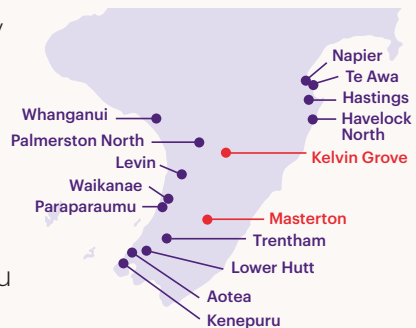 Napier
Te Awa
Hastings
Havelock
North
Kelvin Grove
Whanganui
Palmerston North
Levin
Waikanae
Paraparaumu
Masterton
Trentham
Lower Hutt
Aotea
Kenepuru